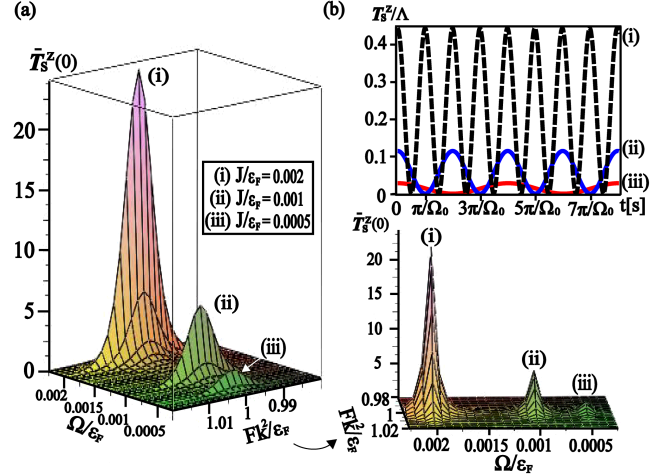 (a)
T̄ₛᶻ(0)
(i)
20
15
10
5
0
(i) J/εF = 0.002
(ii) J/εF = 0.001
(iii) J/εF = 0.0005
(ii)
(iii)
0.002
0.0015
0.001
0.0005
Ω/εF
1.01
1
0.99
Fk²/εF
(b)
Tₛᶻ/Λ
0.4
0.3
0.2
0.1
0
(i)
(ii)
(iii)
0 π/Ω₀ 3π/Ω₀ 5π/Ω₀ 7π/Ω₀ t[s]
T̄ₛᶻ(0)
(i)
20
15
10
5
(ii)
(iii)
0.98
1
1.02
Fk²/εF
0.002 0.0015 0.001 0.0005
Ω/εF